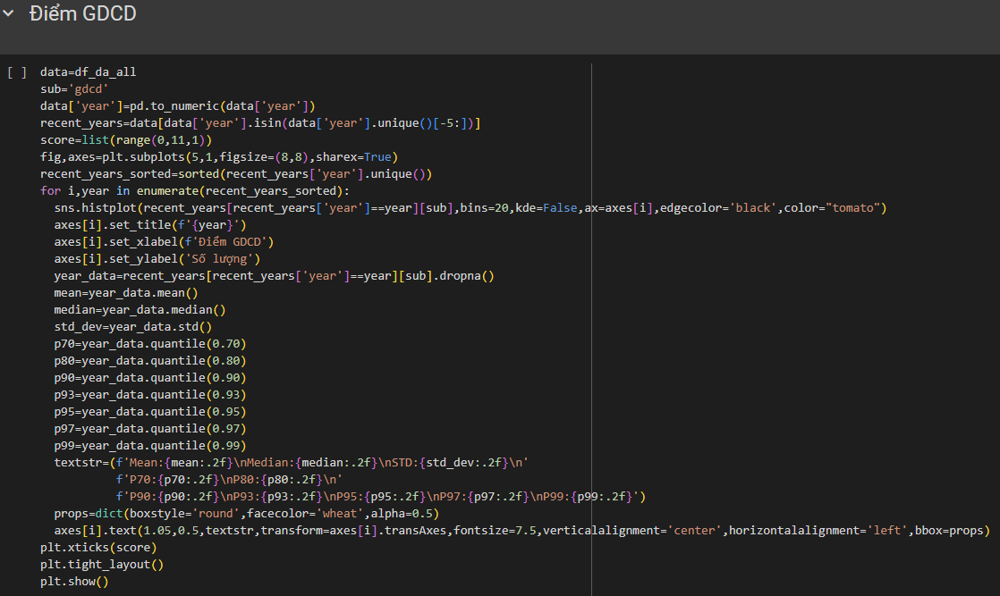 Điểm GDCD
[ ] data=df_da_all
sub='gdcd'
data['year']=pd.to_numeric(data['year'])
recent_years=data[data['year'].isin(data['year'].unique()[-5:])]
score=list(range(0,11,1))
fig,axes=plt.subplots(5,1,figsize=(8,8),sharex=True)
recent_years_sorted=sorted(recent_years['year'].unique())
for i,year in enumerate(recent_years_sorted):
  sns.histplot(recent_years[recent_years['year']==year][sub],bins=20,kde=False,ax=axes[i],edgecolor='black',color="tomato")
  axes[i].set_title(f'{year}')
  axes[i].set_xlabel(f'Điểm GDCD')
  axes[i].set_ylabel('Số lượng')
  year_data=recent_years[recent_years['year']==year][sub].dropna()
  mean=year_data.mean()
  median=year_data.median()
  std_dev=year_data.std()
  p70=year_data.quantile(0.70)
  p80=year_data.quantile(0.80)
  p90=year_data.quantile(0.90)
  p93=year_data.quantile(0.93)
  p95=year_data.quantile(0.95)
  p97=year_data.quantile(0.97)
  p99=year_data.quantile(0.99)
  textstr=(f'Mean:{mean:.2f}\nMedian:{median:.2f}\nSTD:{std_dev:.2f}\n'
           f'P70:{p70:.2f}\nP80:{p80:.2f}\n'
           f'P90:{p90:.2f}\nP93:{p93:.2f}\nP95:{p95:.2f}\nP97:{p97:.2f}\nP99:{p99:.2f}')
  props=dict(boxstyle='round',facecolor='wheat',alpha=0.5)
  axes[i].text(1.05,0.5,textstr,transform=axes[i].transAxes,fontsize=7.5,verticalalignment='center',horizontalalignment='left',bbox=props)
plt.xticks(score)
plt.tight_layout()
plt.show()